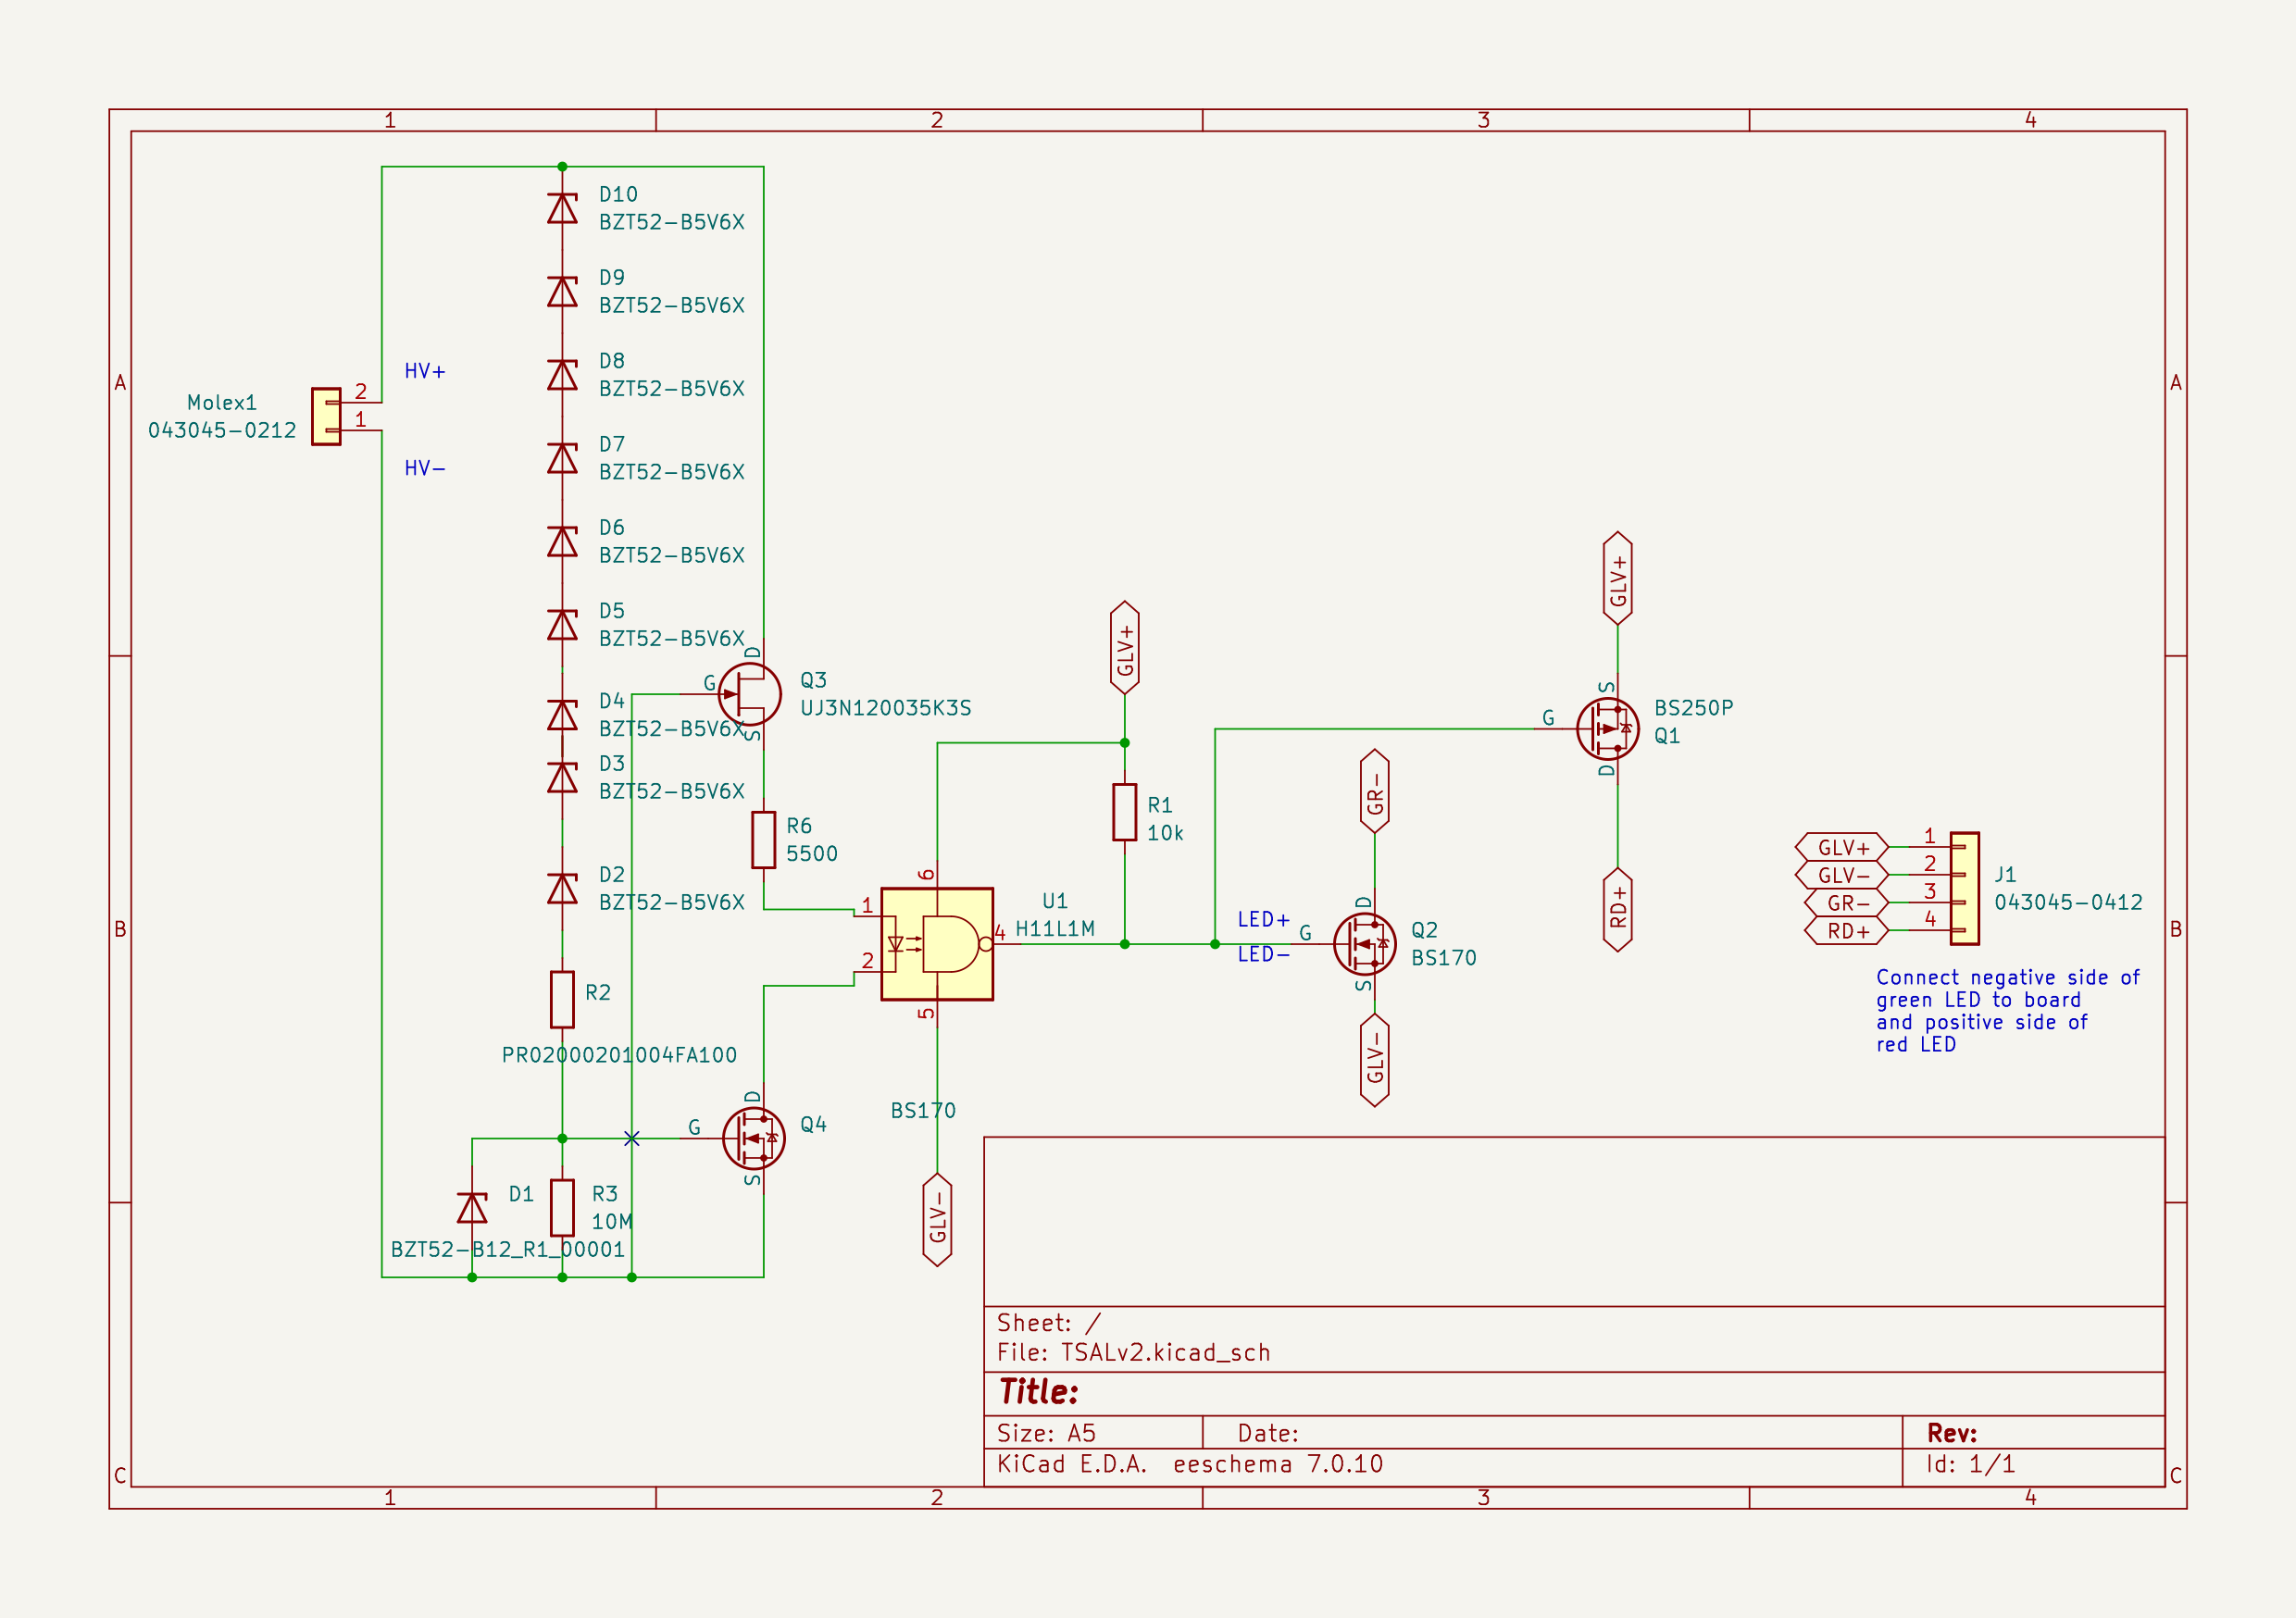 1
2
3
4
A
A
B
B
C
C
1
2
3
4
HV+
HV-
Molex1
043045-0212
2
1
D10
BZT52-B5V6X
D9
BZT52-B5V6X
D8
BZT52-B5V6X
D7
BZT52-B5V6X
D6
BZT52-B5V6X
D5
BZT52-B5V6X
D4
BZT52-B5V6X
D3
BZT52-B5V6X
D2
BZT52-B5V6X
R2
PR02000201004FA100
D1
BZT52-B12_R1_00001
R3
10M
D
G
S
Q3
UJ3N120035K3S
R6
5500
D
G
S
Q4
BS170
1
2
6
5
4
U1
H11L1M
GLV-
GLV+
R1
10k
LED+
LED-
GR-
D
G
S
Q2
BS170
GLV-
GLV+
S
G
D
BS250P
Q1
RD+
GLV+
GLV-
GR-
RD+
1
2
3
4
J1
043045-0412
Connect negative side of
green LED to board
and positive side of
red LED
Sheet: /
File: TSALv2.kicad_sch
Title:
Size: A5
Date:
Rev:
KiCad E.D.A.  eeschema 7.0.10
Id: 1/1